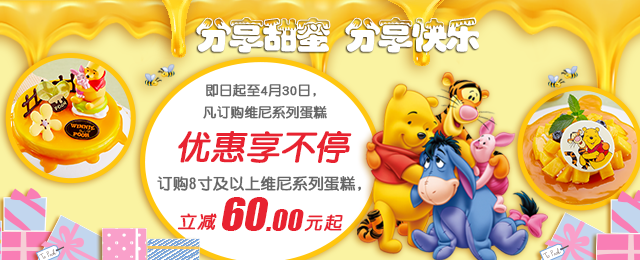 分享甜蜜 分享快乐
即日起至4月30日，
凡订购维尼系列蛋糕
优惠享不停
订购8寸及以上维尼系列蛋糕，
立减60.00元起
WINNIE
THE
POOH